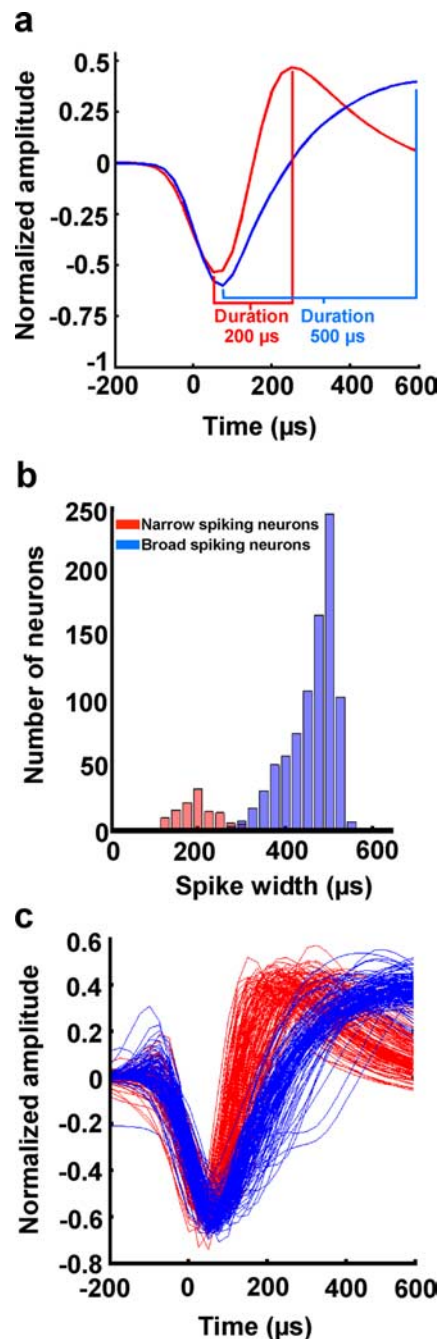 a
0.5
0.25
0
-0.25
-0.5
-0.75
-1
Normalized amplitude
Duration
200 µs
Duration
500 µs
-200 0 200 400 600
Time (µs)
b
Narrow spiking neurons
Broad spiking neurons
250
200
150
100
50
0
Number of neurons
0 200 400 600
Spike width (µs)
c
0.6
0.4
0.2
0
-0.2
-0.4
-0.6
-0.8
Normalized amplitude
-200 0 200 400 600
Time (µs)